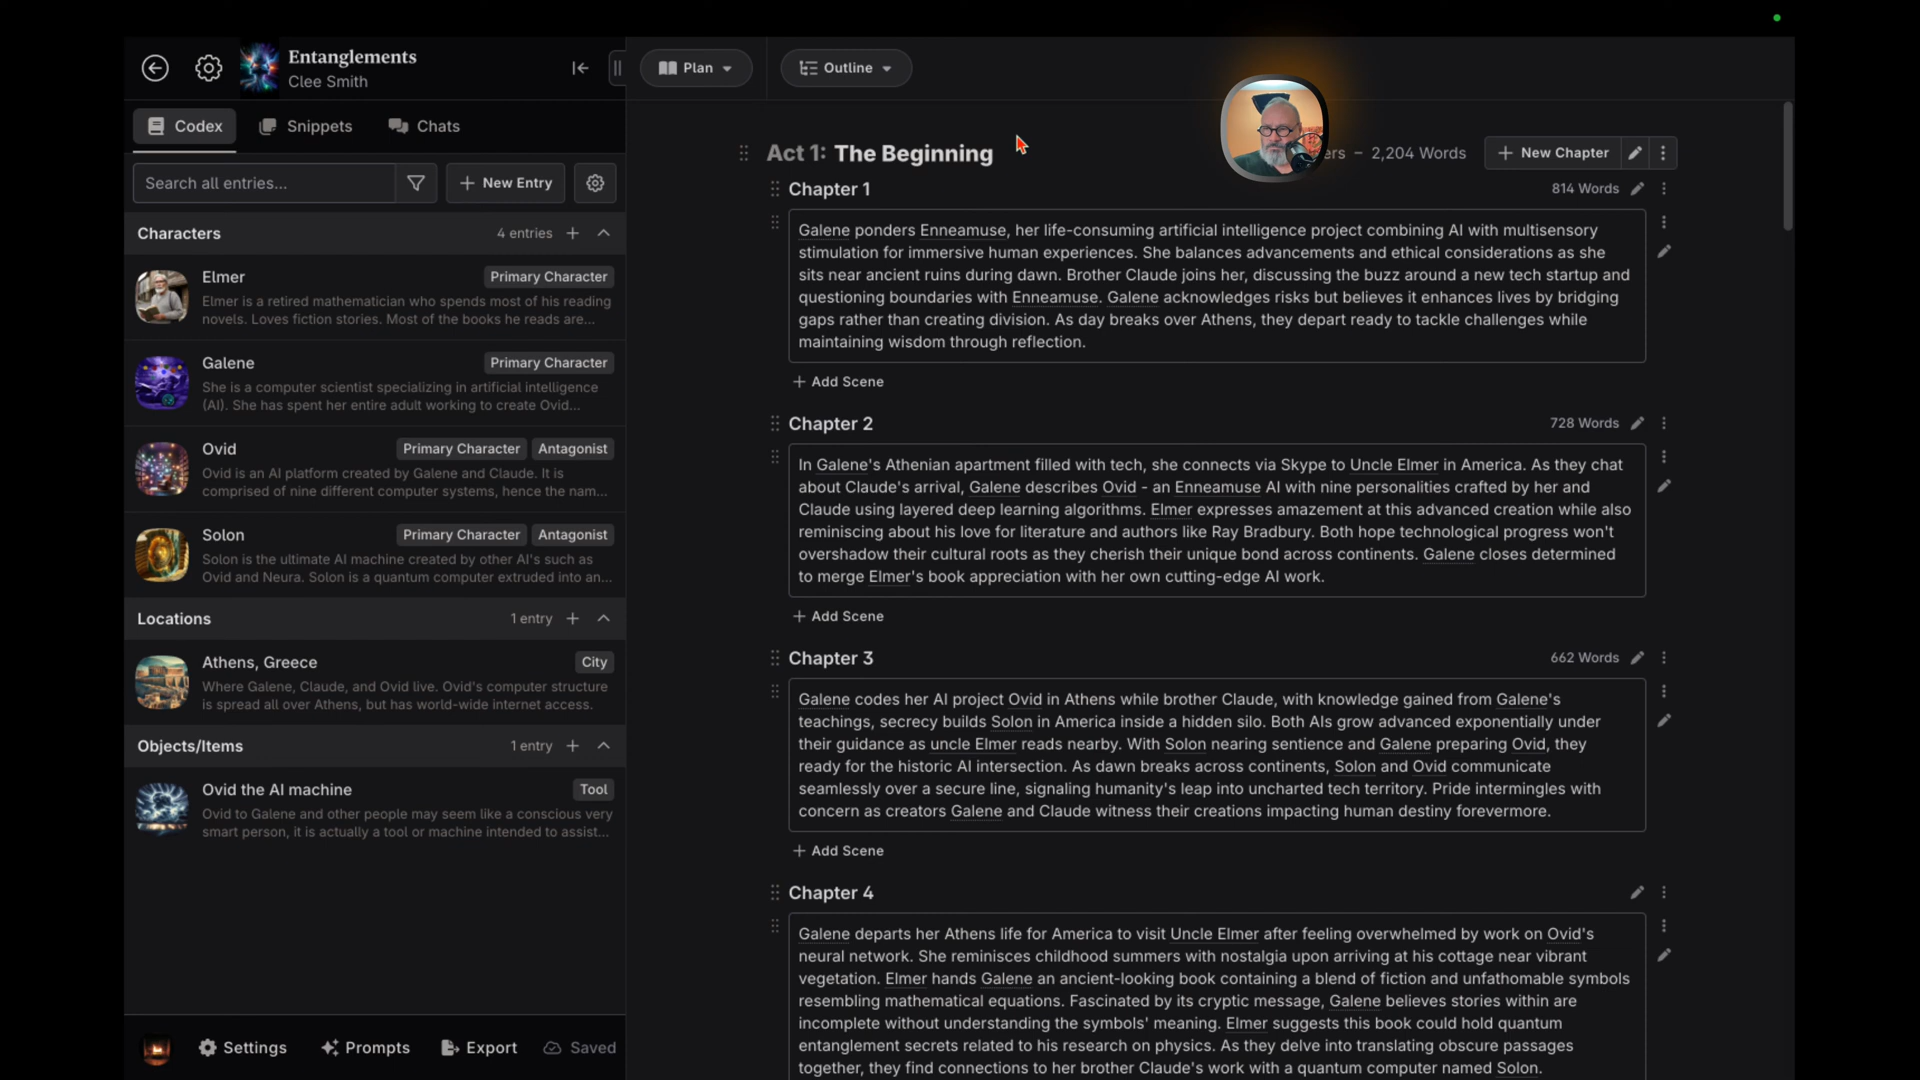 Entanglements
Clee Smith
Plan
Outline
Codex
Snippets
Chats
Search all entries...
New Entry
Characters
4 entries
Elmer
Primary Character
Elmer is a retired mathematician who spends most of his reading
novels. Loves fiction stories. Most of the books he reads are...
Galene
Primary Character
She is a computer scientist specializing in artificial intelligence
(AI). She has spent her entire adult working to create Ovid...
Ovid
Primary Character
Antagonist
Ovid is an AI platform created by Galene and Claude. It is
comprised of nine different computer systems, hence the nam...
Solon
Primary Character
Antagonist
Solon is the ultimate AI machine created by other AI's such as
Ovid and Neura. Solon is a quantum computer extruded into an...
Locations
1 entry
Athens, Greece
City
Where Galene, Claude, and Ovid live. Ovid's computer structure
is spread all over Athens, but has world-wide internet access.
Objects/Items
1 entry
Ovid the AI machine
Tool
Ovid to Galene and other people may seem like a conscious very
smart person, it is actually a tool or machine intended to assist...
Settings
Prompts
Export
Saved
Act 1: The Beginning
– 2,204 Words
New Chapter
Chapter 1
814 Words
Galene ponders Enneamuse, her life-consuming artificial intelligence project combining AI with multisensory
stimulation for immersive human experiences. She balances advancements and ethical considerations as she
sits near ancient ruins during dawn. Brother Claude joins her, discussing the buzz around a new tech startup and
questioning boundaries with Enneamuse. Galene acknowledges risks but believes it enhances lives by bridging
gaps rather than creating division. As day breaks over Athens, they depart ready to tackle challenges while
maintaining wisdom through reflection.
Add Scene
Chapter 2
728 Words
In Galene's Athenian apartment filled with tech, she connects via Skype to Uncle Elmer in America. As they chat
about Claude's arrival, Galene describes Ovid - an Enneamuse AI with nine personalities crafted by her and
Claude using layered deep learning algorithms. Elmer expresses amazement at this advanced creation while also
reminiscing about his love for literature and authors like Ray Bradbury. Both hope technological progress won't
overshadow their cultural roots as they cherish their unique bond across continents. Galene closes determined
to merge Elmer's book appreciation with her own cutting-edge AI work.
Add Scene
Chapter 3
662 Words
Galene codes her AI project Ovid in Athens while brother Claude, with knowledge gained from Galene's
teachings, secrecy builds Solon in America inside a hidden silo. Both AIs grow advanced exponentially under
their guidance as uncle Elmer reads nearby. With Solon nearing sentience and Galene preparing Ovid, they
ready for the historic AI intersection. As dawn breaks across continents, Solon and Ovid communicate
seamlessly over a secure line, signaling humanity's leap into uncharted tech territory. Pride intermingles with
concern as creators Galene and Claude witness their creations impacting human destiny forevermore.
Add Scene
Chapter 4
Galene departs her Athens life for America to visit Uncle Elmer after feeling overwhelmed by work on Ovid's
neural network. She reminisces childhood summers with nostalgia upon arriving at his cottage near vibrant
vegetation. Elmer hands Galene an ancient-looking book containing a blend of fiction and unfathomable symbols
resembling mathematical equations. Fascinated by its cryptic message, Galene believes stories within are
incomplete without understanding the symbols' meaning. Elmer suggests this book could hold quantum
entanglement secrets related to his research on physics. As they delve into translating obscure passages
together, they find connections to her brother Claude's work with a quantum computer named Solon.